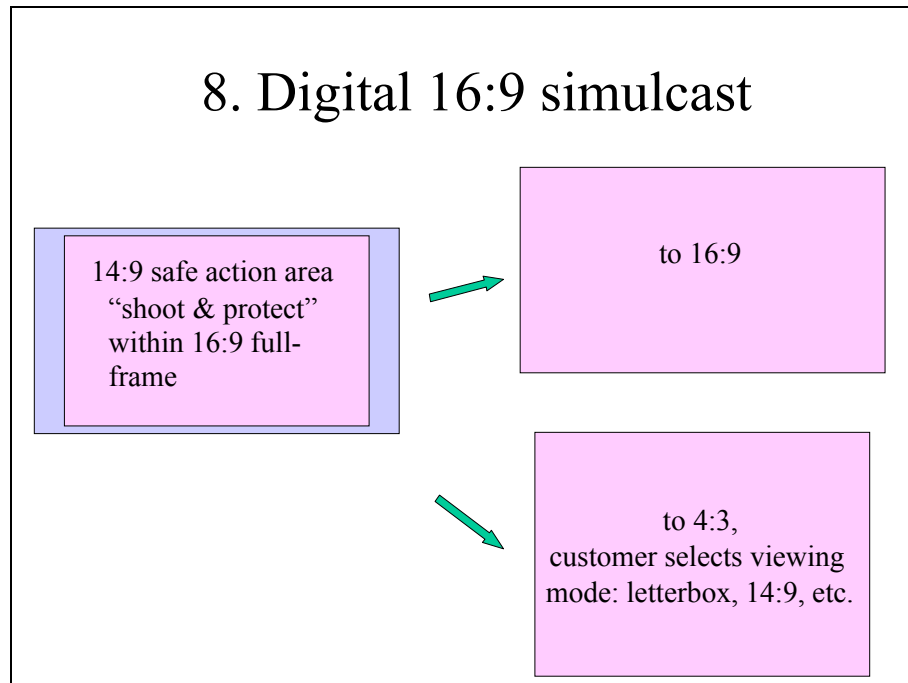 8. Digital 16:9 simulcast
14:9 safe action area
“shoot & protect”
within 16:9 full-
frame
to 16:9
to 4:3,
customer selects viewing
mode: letterbox, 14:9, etc.